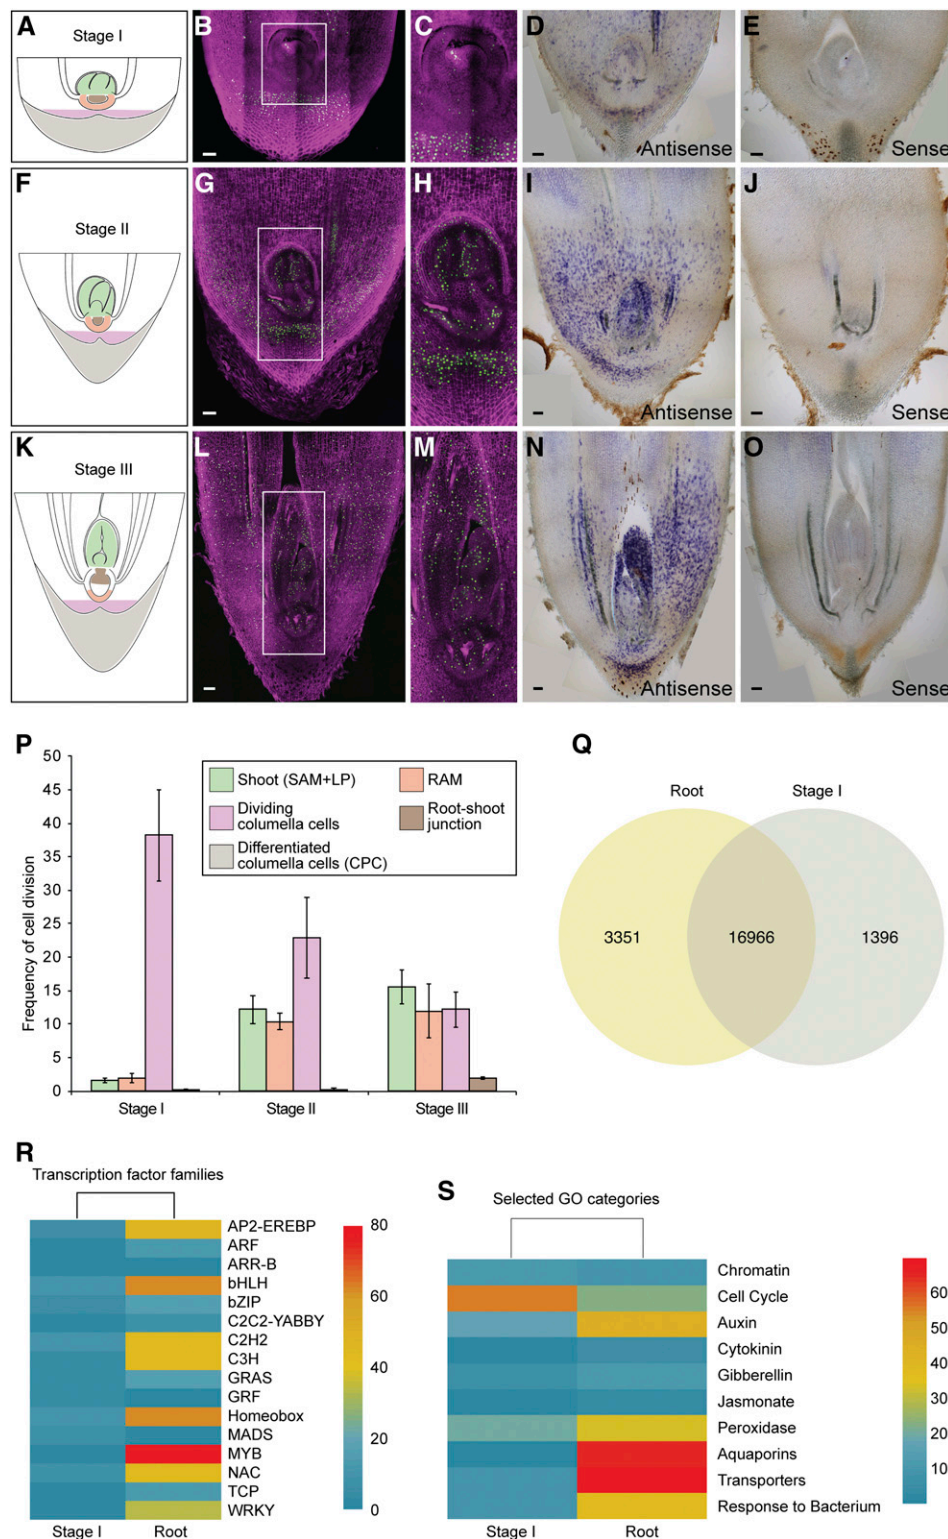 A
Stage I
B
C
D
Antisense
E
Sense
F
Stage II
G
H
I
Antisense
J
Sense
K
Stage III
L
M
N
Antisense
O
Sense
P
Frequency of cell division
50
45
40
35
30
25
20
15
10
5
0
Shoot (SAM+LP)
RAM
Dividing
columella cells
Root-shoot
junction
Differentiated
columella cells (CPC)
Stage I
Stage II
Stage III
Q
Root
Stage I
3351
16966
1396
R
Transcription factor families
AP2-EREBP
ARF
ARR-B
bHLH
bZIP
C2C2-YABBY
C2H2
C3H
GRAS
GRF
Homeobox
MADS
MYB
NAC
TCP
WRKY
Stage I
Root
80
60
40
20
0
S
Selected GO categories
Chromatin
Cell Cycle
Auxin
Cytokinin
Gibberellin
Jasmonate
Peroxidase
Aquaporins
Transporters
Response to Bacterium
Stage I
Root
60
50
40
30
20
10